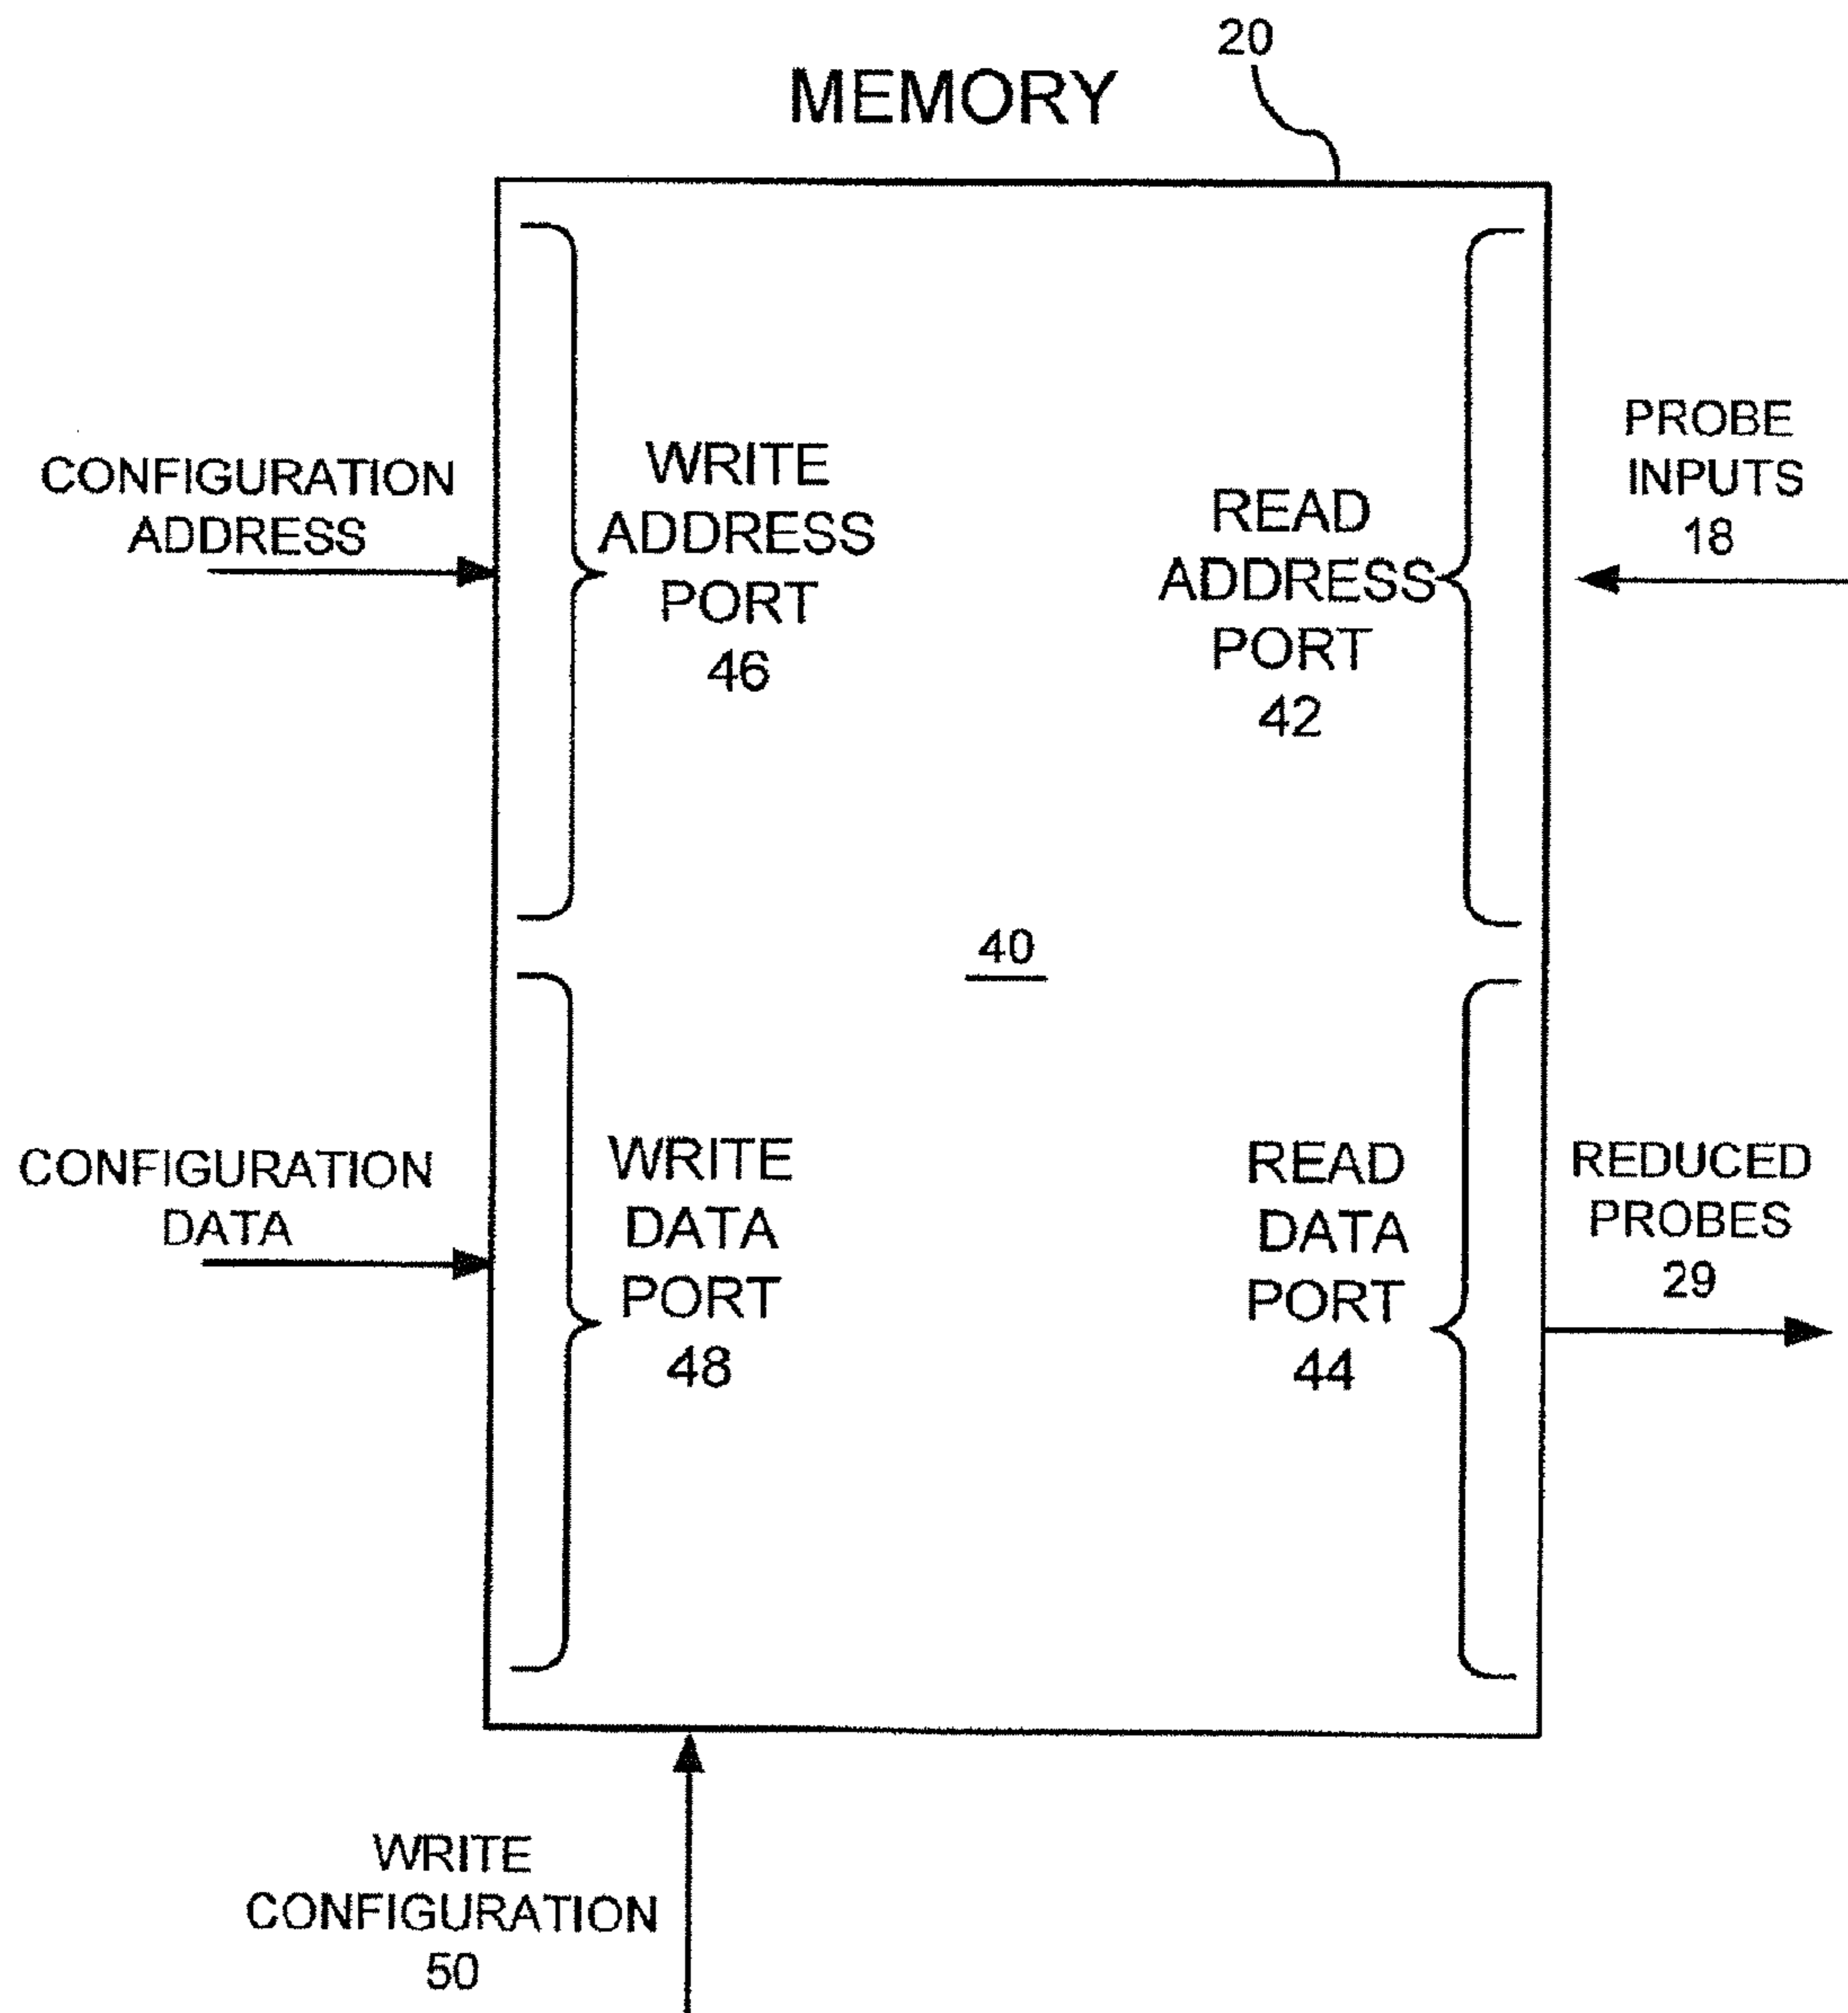 20
MEMORY
CONFIGURATION
ADDRESS
WRITE
ADDRESS
PORT
46
READ
ADDRESS
PORT
42
PROBE
INPUTS
18
40
CONFIGURATION
DATA
WRITE
DATA
PORT
48
READ
DATA
PORT
44
REDUCED
PROBES
29
WRITE
CONFIGURATION
50